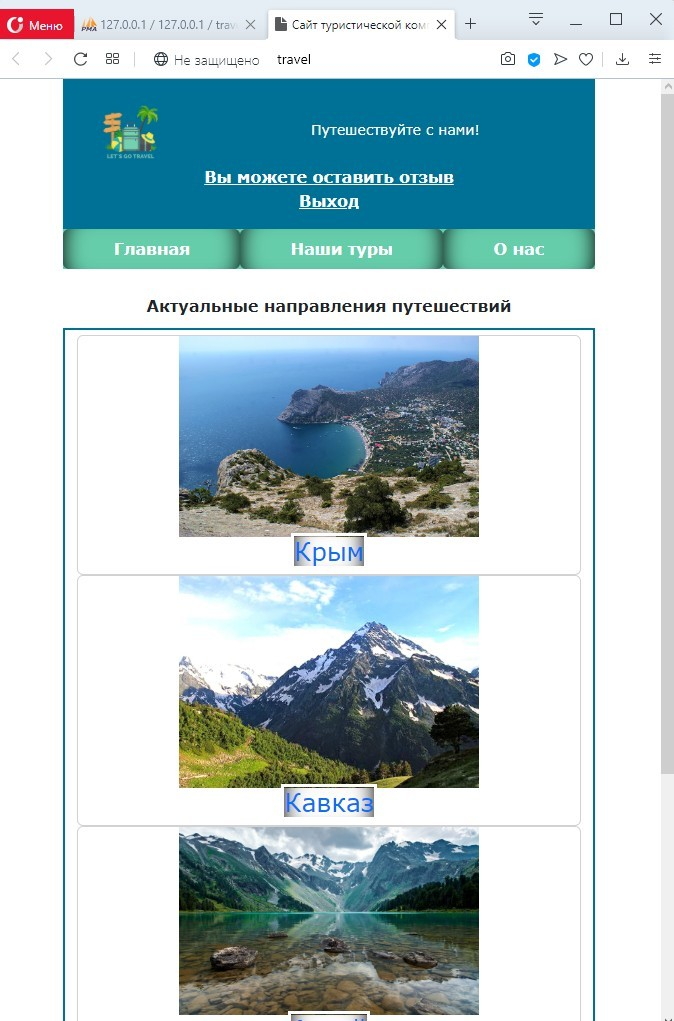 Меню
PMA 127.0.0.1 / 127.0.0.1 / trav
Сайт туристической ком
Не защищено travel
Путешествуйте с нами!
LET'S GO TRAVEL
Вы можете оставить отзыв
Выход
Главная Наши туры О нас
Актуальные направления путешествий
Крым
Кавказ